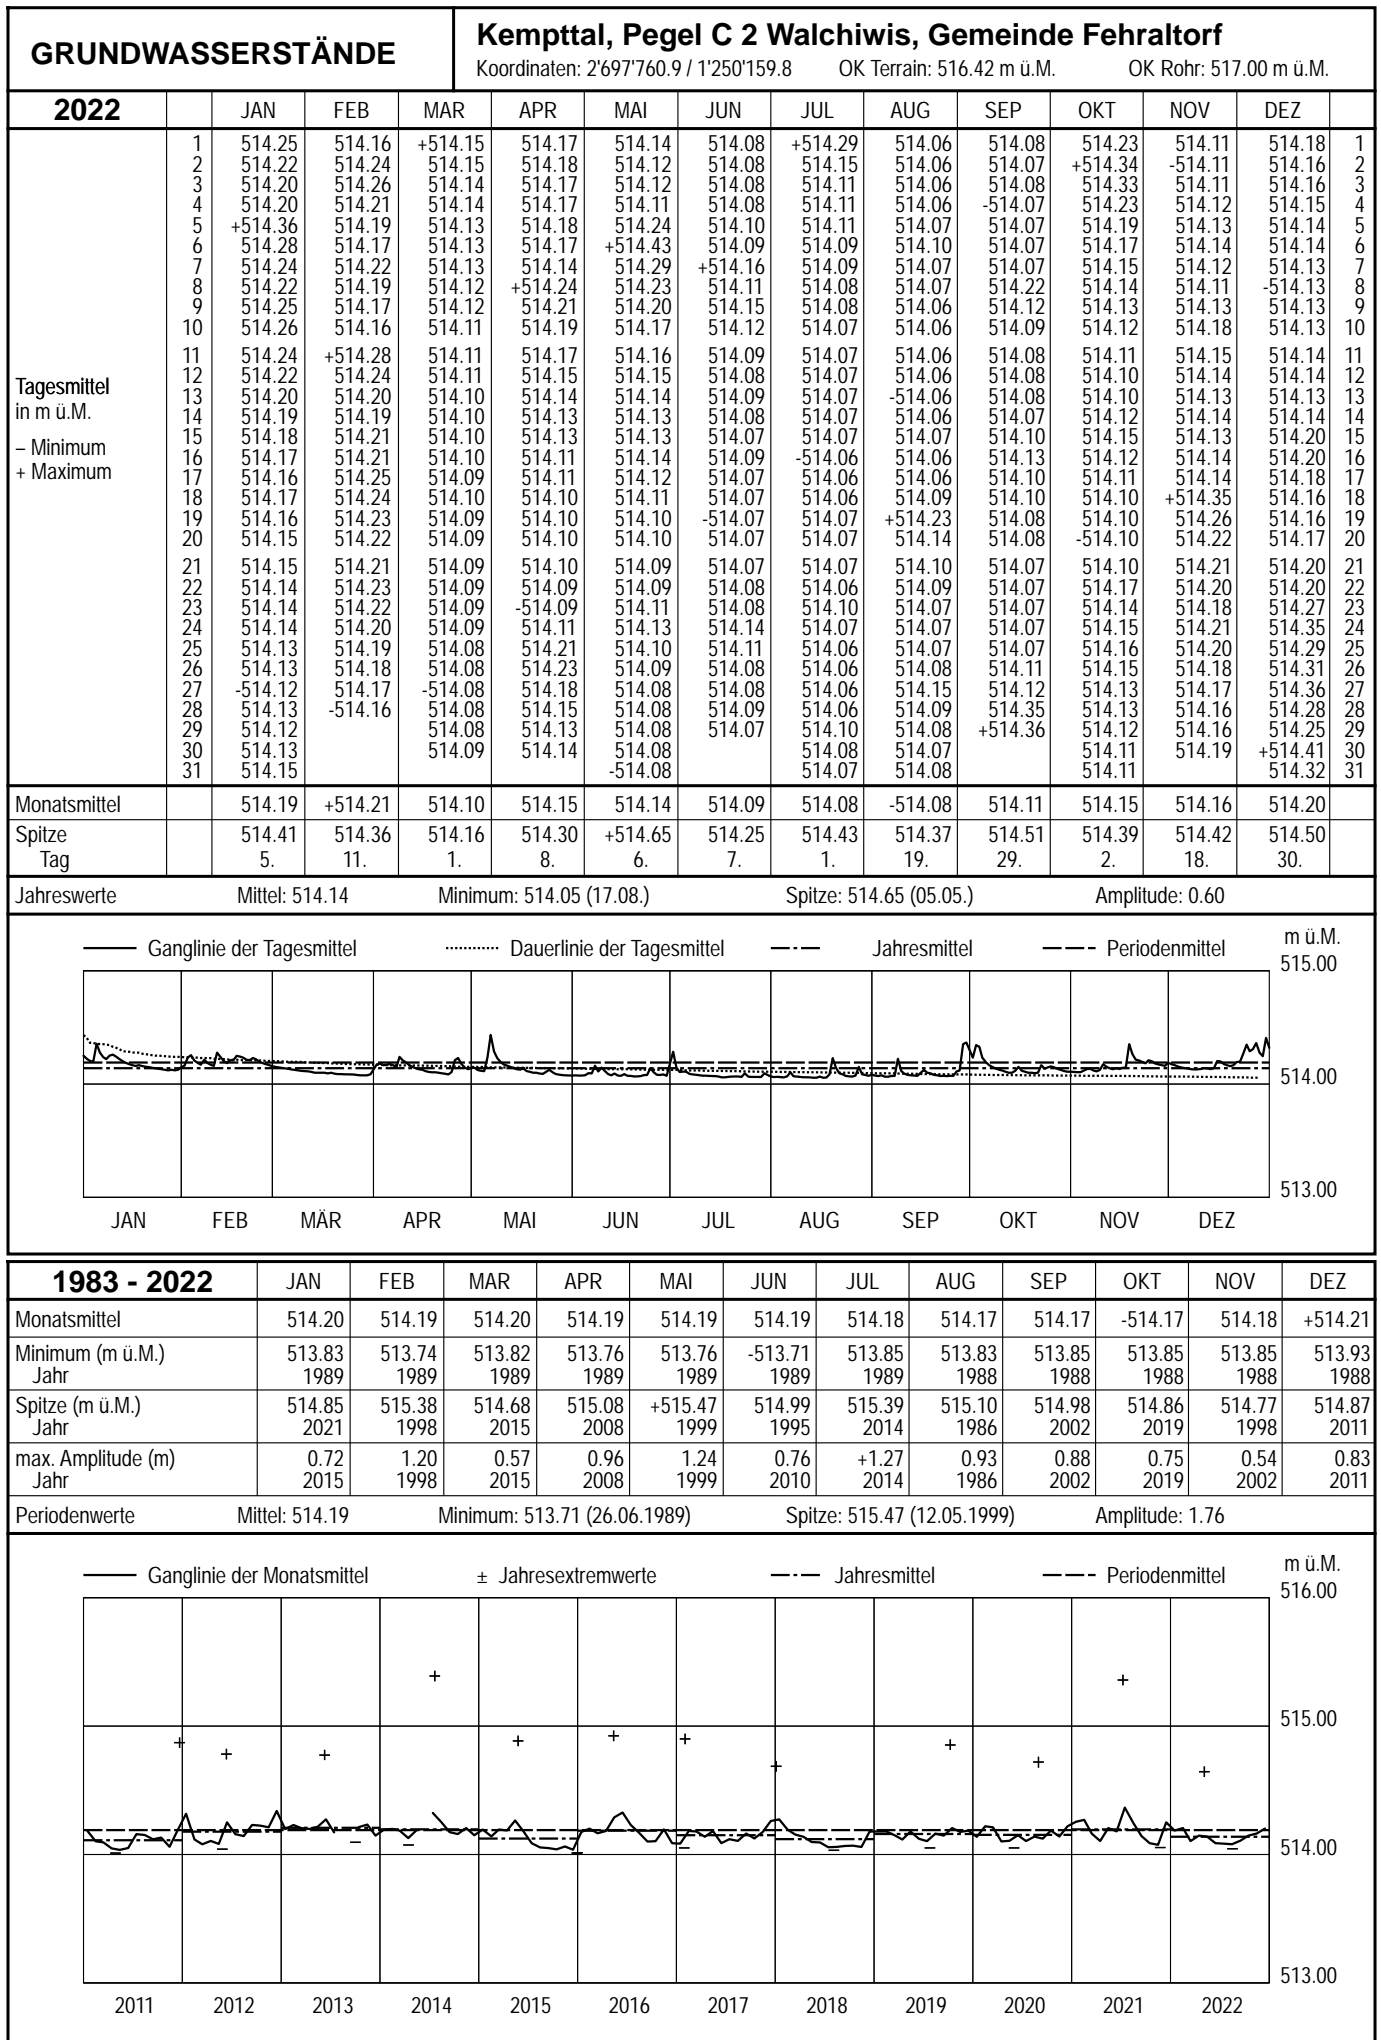 GRUNDWASSERSTÄNDE
Kempttal, Pegel C 2 Walchiwis, Gemeinde Fehraltorf
Koordinaten: 2'697'760.9 / 1'250'159.8 OK Terrain: 516.42 m ü.M. OK Rohr: 517.00 m ü.M.
2022 JAN FEB MAR APR MAI JUN JUL AUG SEP OKT NOV DEZ
1 514.25 514.16 +514.15 514.17 514.14 514.08 +514.29 514.06 514.08 514.23 514.11 514.18 1
2 514.22 514.24 514.15 514.18 514.12 514.08 514.15 514.06 514.07 +514.34 -514.11 514.16 2
3 514.20 514.26 514.14 514.17 514.12 514.08 514.11 514.06 514.08 514.33 514.11 514.16 3
4 514.20 514.21 514.14 514.17 514.11 514.08 514.11 514.06 -514.07 514.23 514.12 514.15 4
5 +514.36 514.19 514.13 514.18 514.24 514.10 514.11 514.07 514.07 514.19 514.13 514.14 5
6 514.28 514.17 514.13 514.17 +514.43 514.09 514.09 514.10 514.07 514.17 514.14 514.14 6
7 514.24 514.22 514.13 514.14 514.29 +514.16 514.09 514.07 514.07 514.15 514.12 514.13 7
8 514.22 514.19 514.12 +514.24 514.23 514.11 514.08 514.07 514.22 514.14 514.11 -514.13 8
9 514.25 514.17 514.12 514.21 514.20 514.15 514.08 514.06 514.12 514.13 514.13 514.13 9
10 514.26 514.16 514.11 514.19 514.17 514.12 514.07 514.06 514.09 514.12 514.18 514.13 10
11 514.24 +514.28 514.11 514.17 514.16 514.09 514.07 514.06 514.08 514.11 514.15 514.14 11
12 514.22 514.24 514.11 514.15 514.15 514.08 514.07 514.06 514.08 514.10 514.14 514.14 12
Tagesmittel 13 514.20 514.20 514.10 514.14 514.14 514.09 514.07 -514.06 514.08 514.10 514.13 514.13 13
in m ü.M. 14 514.19 514.19 514.10 514.13 514.13 514.08 514.07 514.06 514.07 514.12 514.14 514.14 14
15 514.18 514.21 514.10 514.13 514.13 514.07 514.07 514.07 514.10 514.15 514.13 514.20 15
– Minimum 16 514.17 514.21 514.10 514.11 514.14 514.09 -514.06 514.06 514.13 514.12 514.14 514.20 16
+ Maximum 17 514.16 514.25 514.09 514.11 514.12 514.07 514.06 514.06 514.10 514.11 514.14 514.18 17
18 514.17 514.24 514.10 514.10 514.11 514.07 514.06 514.09 514.10 514.10 +514.35 514.16 18
19 514.16 514.23 514.09 514.10 514.10 -514.07 514.07 +514.23 514.08 514.10 514.26 514.16 19
20 514.15 514.22 514.09 514.10 514.10 514.07 514.07 514.14 514.08 -514.10 514.22 514.17 20
21 514.15 514.21 514.09 514.10 514.09 514.07 514.07 514.10 514.07 514.10 514.21 514.20 21
22 514.14 514.23 514.09 514.09 514.09 514.08 514.06 514.09 514.07 514.17 514.20 514.20 22
23 514.14 514.22 514.09 -514.09 514.11 514.08 514.10 514.07 514.07 514.14 514.18 514.27 23
24 514.14 514.20 514.09 514.11 514.13 514.14 514.07 514.07 514.07 514.15 514.21 514.35 24
25 514.13 514.19 514.08 514.21 514.10 514.11 514.06 514.07 514.07 514.16 514.20 514.29 25
26 514.13 514.18 514.08 514.23 514.09 514.08 514.06 514.08 514.11 514.15 514.18 514.31 26
27 -514.12 514.17 -514.08 514.18 514.08 514.08 514.06 514.15 514.12 514.13 514.17 514.36 27
28 514.13 -514.16 514.08 514.15 514.08 514.09 514.06 514.09 514.35 514.13 514.16 514.28 28
29 514.12 514.08 514.13 514.08 514.07 514.10 514.08 +514.36 514.12 514.16 514.25 29
30 514.13 514.09 514.14 514.08 514.08 514.07 514.11 514.19 +514.41 30
31 514.15 -514.08 514.07 514.08 514.11 514.32 31
Monatsmittel 514.19 +514.21 514.10 514.15 514.14 514.09 514.08 -514.08 514.11 514.15 514.16 514.20
Spitze 514.41 514.36 514.16 514.30 +514.65 514.25 514.43 514.37 514.51 514.39 514.42 514.50
Tag 5. 11. 1. 8. 6. 7. 1. 19. 29. 2. 18. 30.
Jahreswerte Mittel: 514.14 Minimum: 514.05 (17.08.) Spitze: 514.65 (05.05.) Amplitude: 0.60
Ganglinie der Tagesmittel Dauerlinie der Tagesmittel Jahresmittel Periodenmittel m ü.M.
515.00
514.00
513.00
JAN FEB MÄR APR MAI JUN JUL AUG SEP OKT NOV DEZ
1983 - 2022 JAN FEB MAR APR MAI JUN JUL AUG SEP OKT NOV DEZ
Monatsmittel 514.20 514.19 514.20 514.19 514.19 514.19 514.18 514.17 514.17 -514.17 514.18 +514.21
Minimum (m ü.M.) 513.83 513.74 513.82 513.76 513.76 -513.71 513.85 513.83 513.85 513.85 513.85 513.93
Jahr 1989 1989 1989 1989 1989 1989 1989 1988 1988 1988 1988 1988
Spitze (m ü.M.) 514.85 515.38 514.68 515.08 +515.47 514.99 515.39 515.10 514.98 514.86 514.77 514.87
Jahr 2021 1998 2015 2008 1999 1995 2014 1986 2002 2019 1998 2011
max. Amplitude (m) 0.72 1.20 0.57 0.96 1.24 0.76 +1.27 0.93 0.88 0.75 0.54 0.83
Jahr 2015 1998 2015 2008 1999 2010 2014 1986 2002 2019 2002 2011
Periodenwerte Mittel: 514.19 Minimum: 513.71 (26.06.1989) Spitze: 515.47 (12.05.1999) Amplitude: 1.76
Ganglinie der Monatsmittel ± Jahresextremwerte Jahresmittel Periodenmittel m ü.M.
516.00
515.00
514.00
513.00
2011 2012 2013 2014 2015 2016 2017 2018 2019 2020 2021 2022